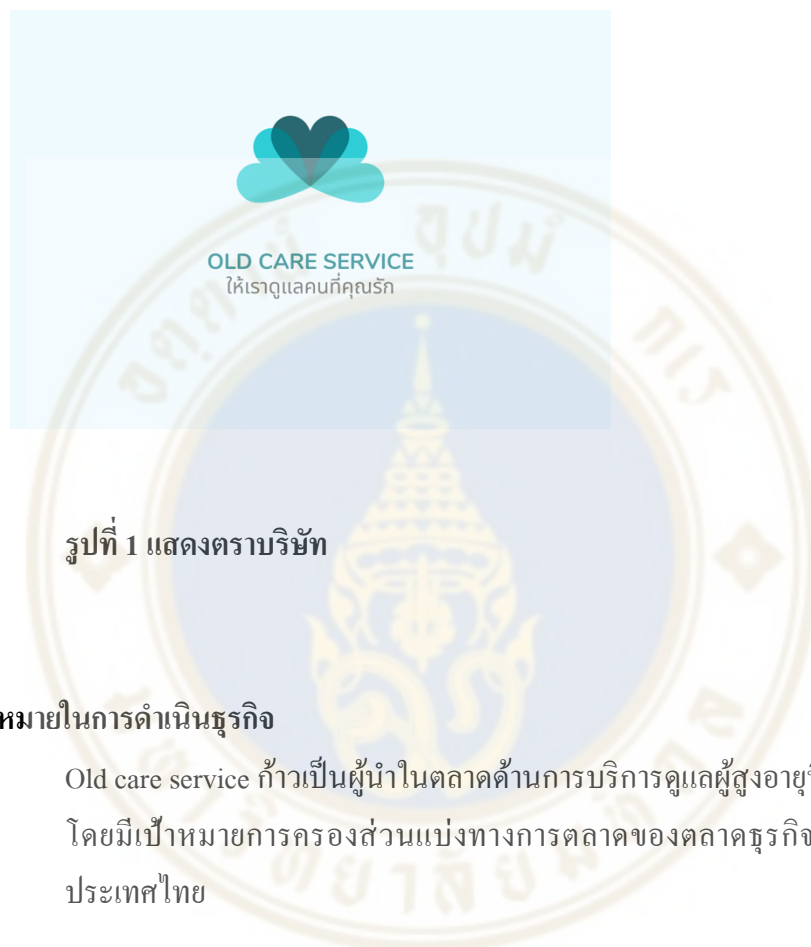 OLD CARE SERVICE
ให้เราดูแลคนที่คุณรัก
รูปที่ 1 แสดงตราบริษัท
หมายในการดำเนินธุรกิจ
Old care service ก้าวเป็นผู้นำในตลาดด้านการบริการดูแลผู้สูงอายุ
โดยมีเป้าหมายการครองส่วนแบ่งทางการตลาดของตลาดธุรกิจ
ประเทศไทย